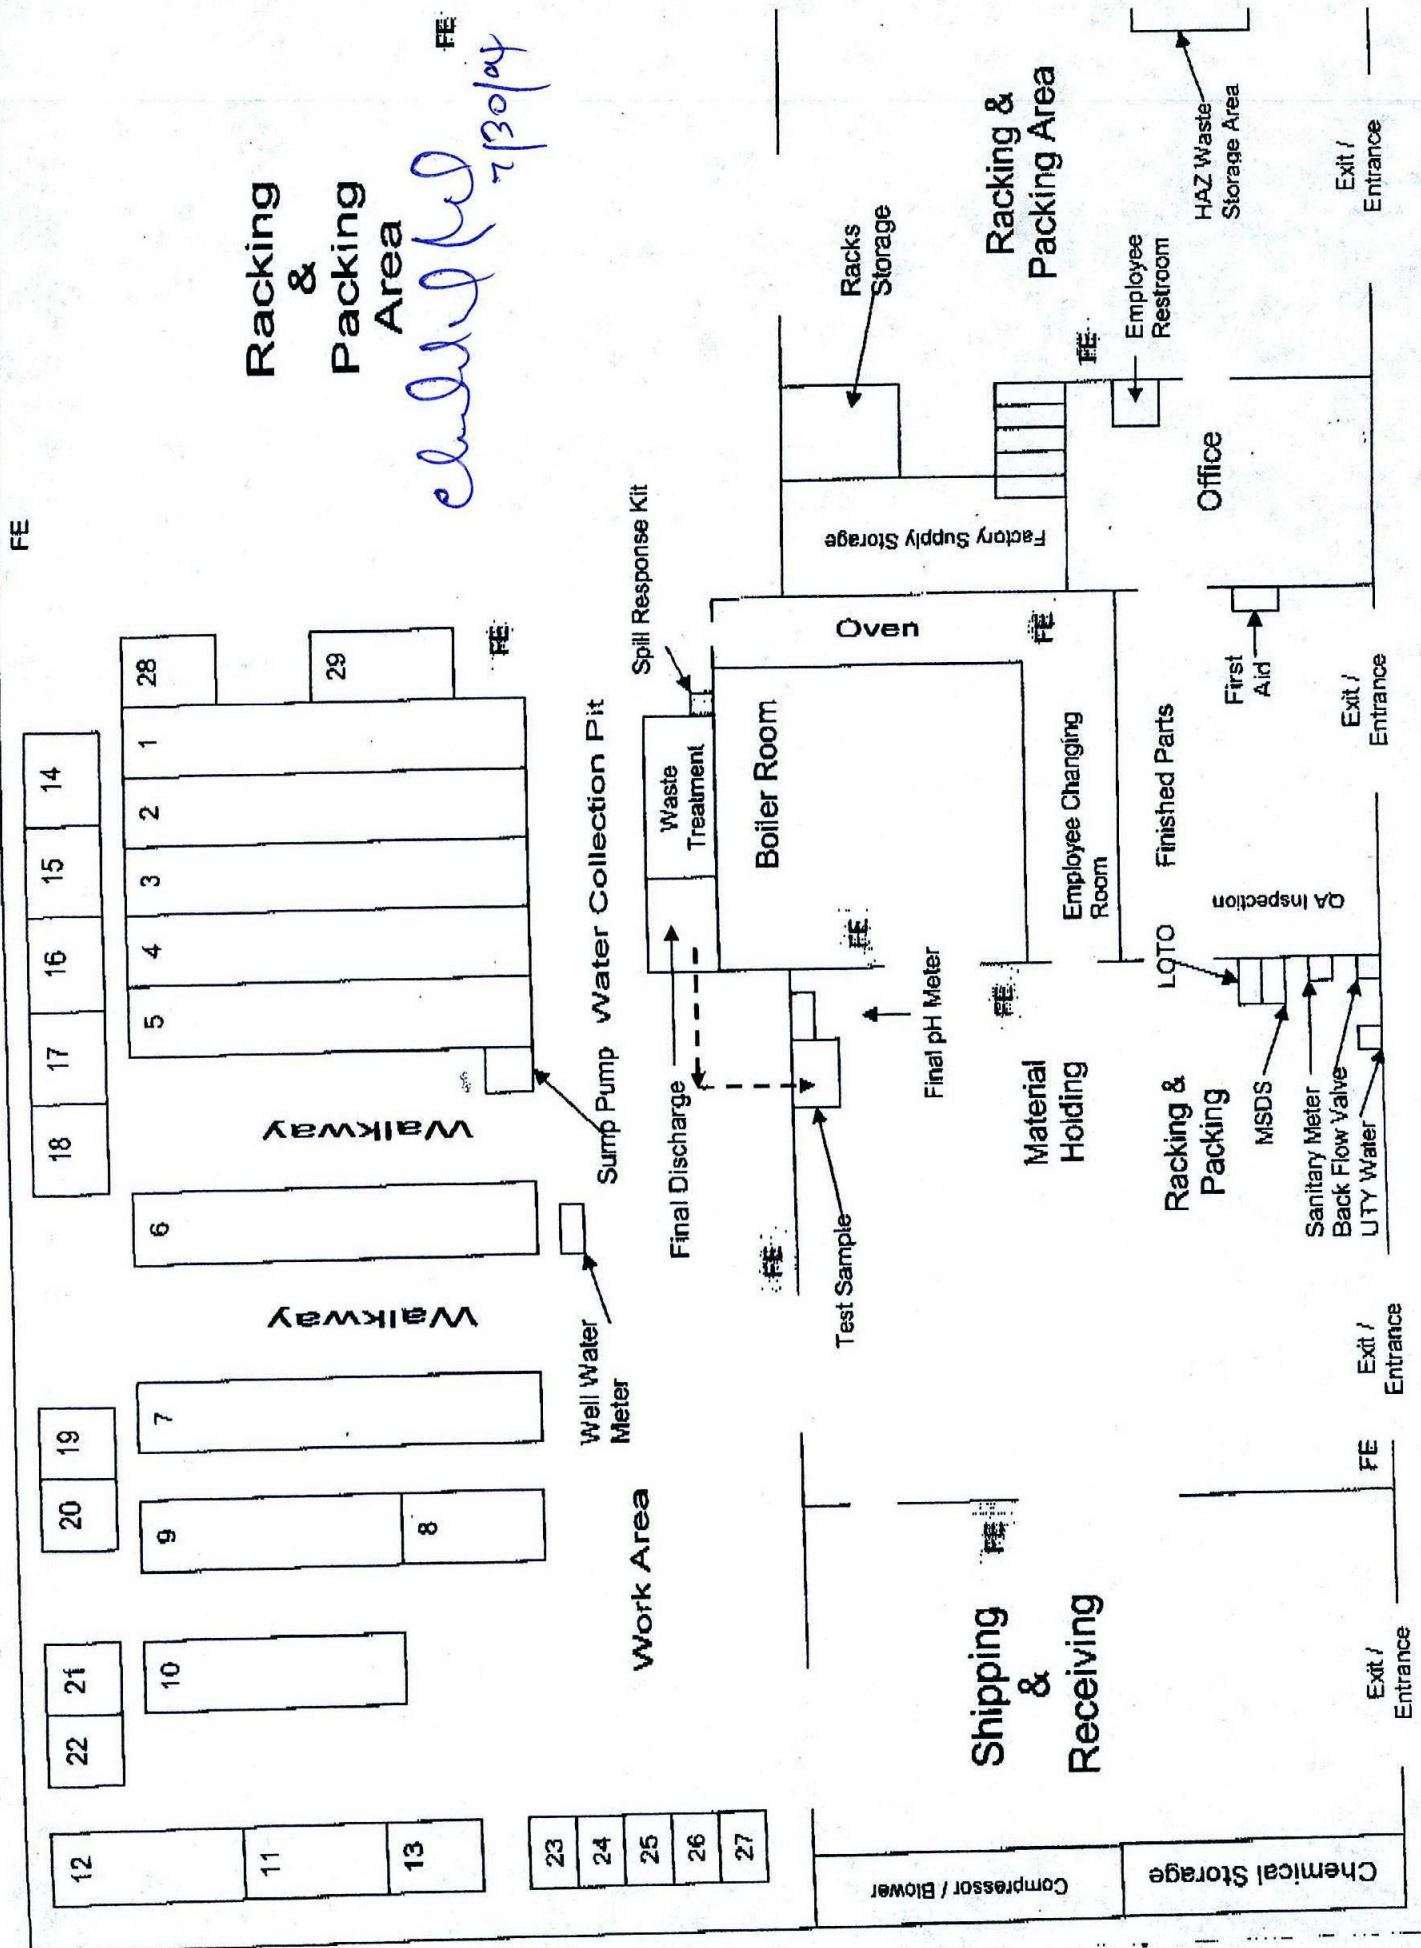 FE
12
22
21
20
19
18
17
16
15
14
11
13
10
9
8
7
6
5
4
3
2
1
28
29
Walkway
Walkway
Racking
&
Packing
Area
7/30/04
FE
FE
23
24
25
26
27
Work Area
Well Water
Meter
Sump Pump
Water Collection Pit
Spill Response Kit
Waste
Treatment
Final Discharge
Boiler Room
Oven
FE
FE
Test Sample
Final pH Meter
FE
Racks
Storage
Factory Supply Storage
Compressor / Blower
Chemical Storage
Shipping
&
Receiving
FE
Material
Holding
FE
Employee Changing
Room
FE
Racking &
Packing Area
Employee
Restroom
HAZ Waste
Storage Area
Office
Racking &
Packing
LOTO
Finished Parts
MSDS
First
Aid
QA Inspection
Sanitary Meter
Back Flow Valve
UTY Water
FE
Exit /
Entrance
Exit /
Entrance
Exit /
Entrance
Exit /
Entrance